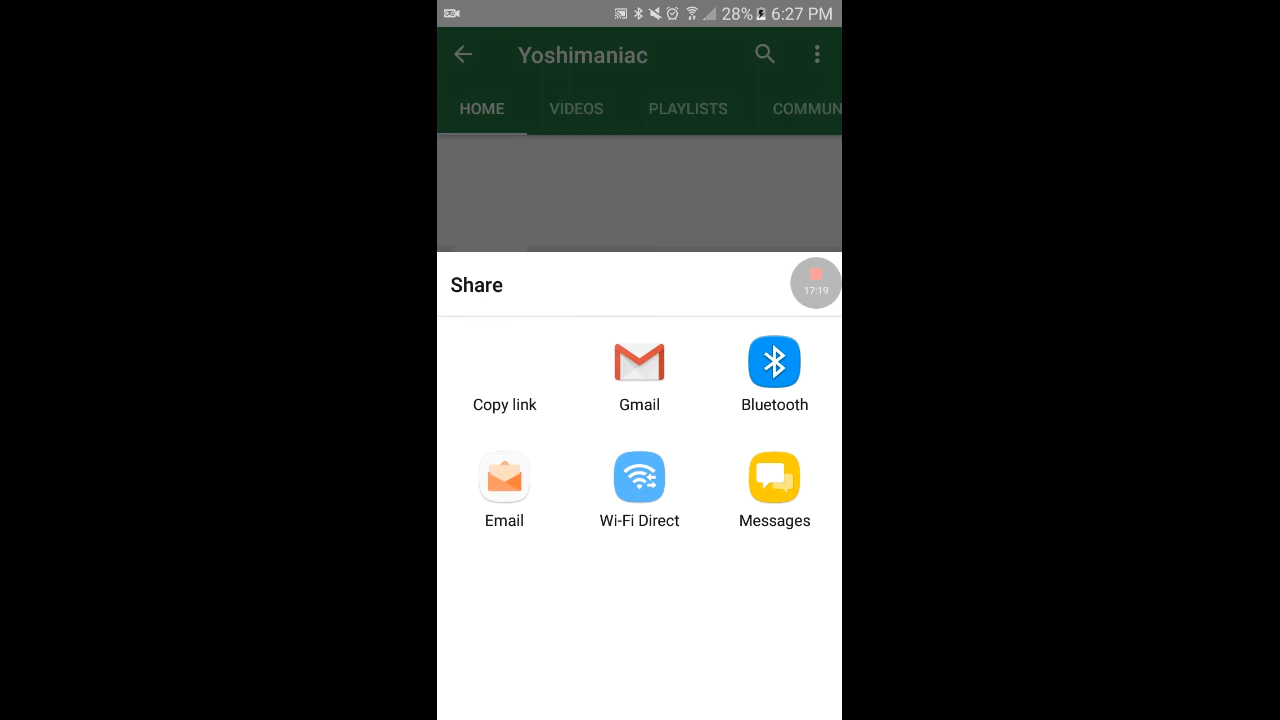 28% 6:27 PM
Yoshimaniac
HOME VIDEOS PLAYLISTS COMMUN
Share
17:19
Copy link Gmail Bluetooth
Email Wi-Fi Direct Messages